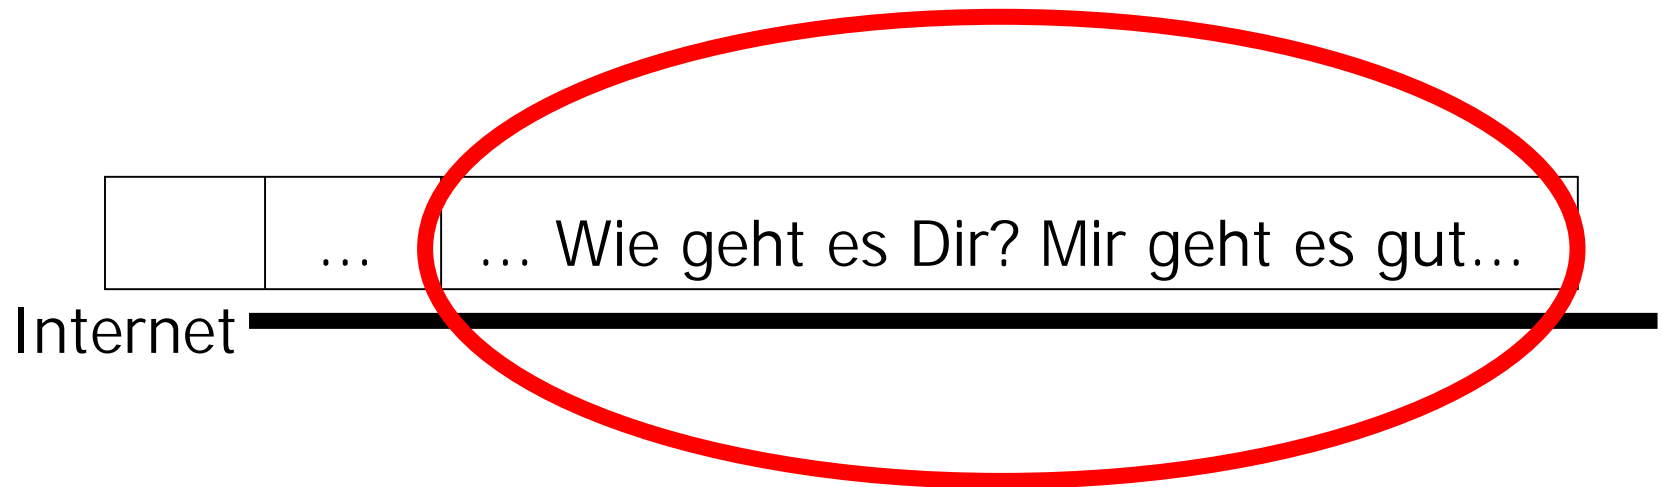 … … Wie geht es Dir? Mir geht es gut…
Internet